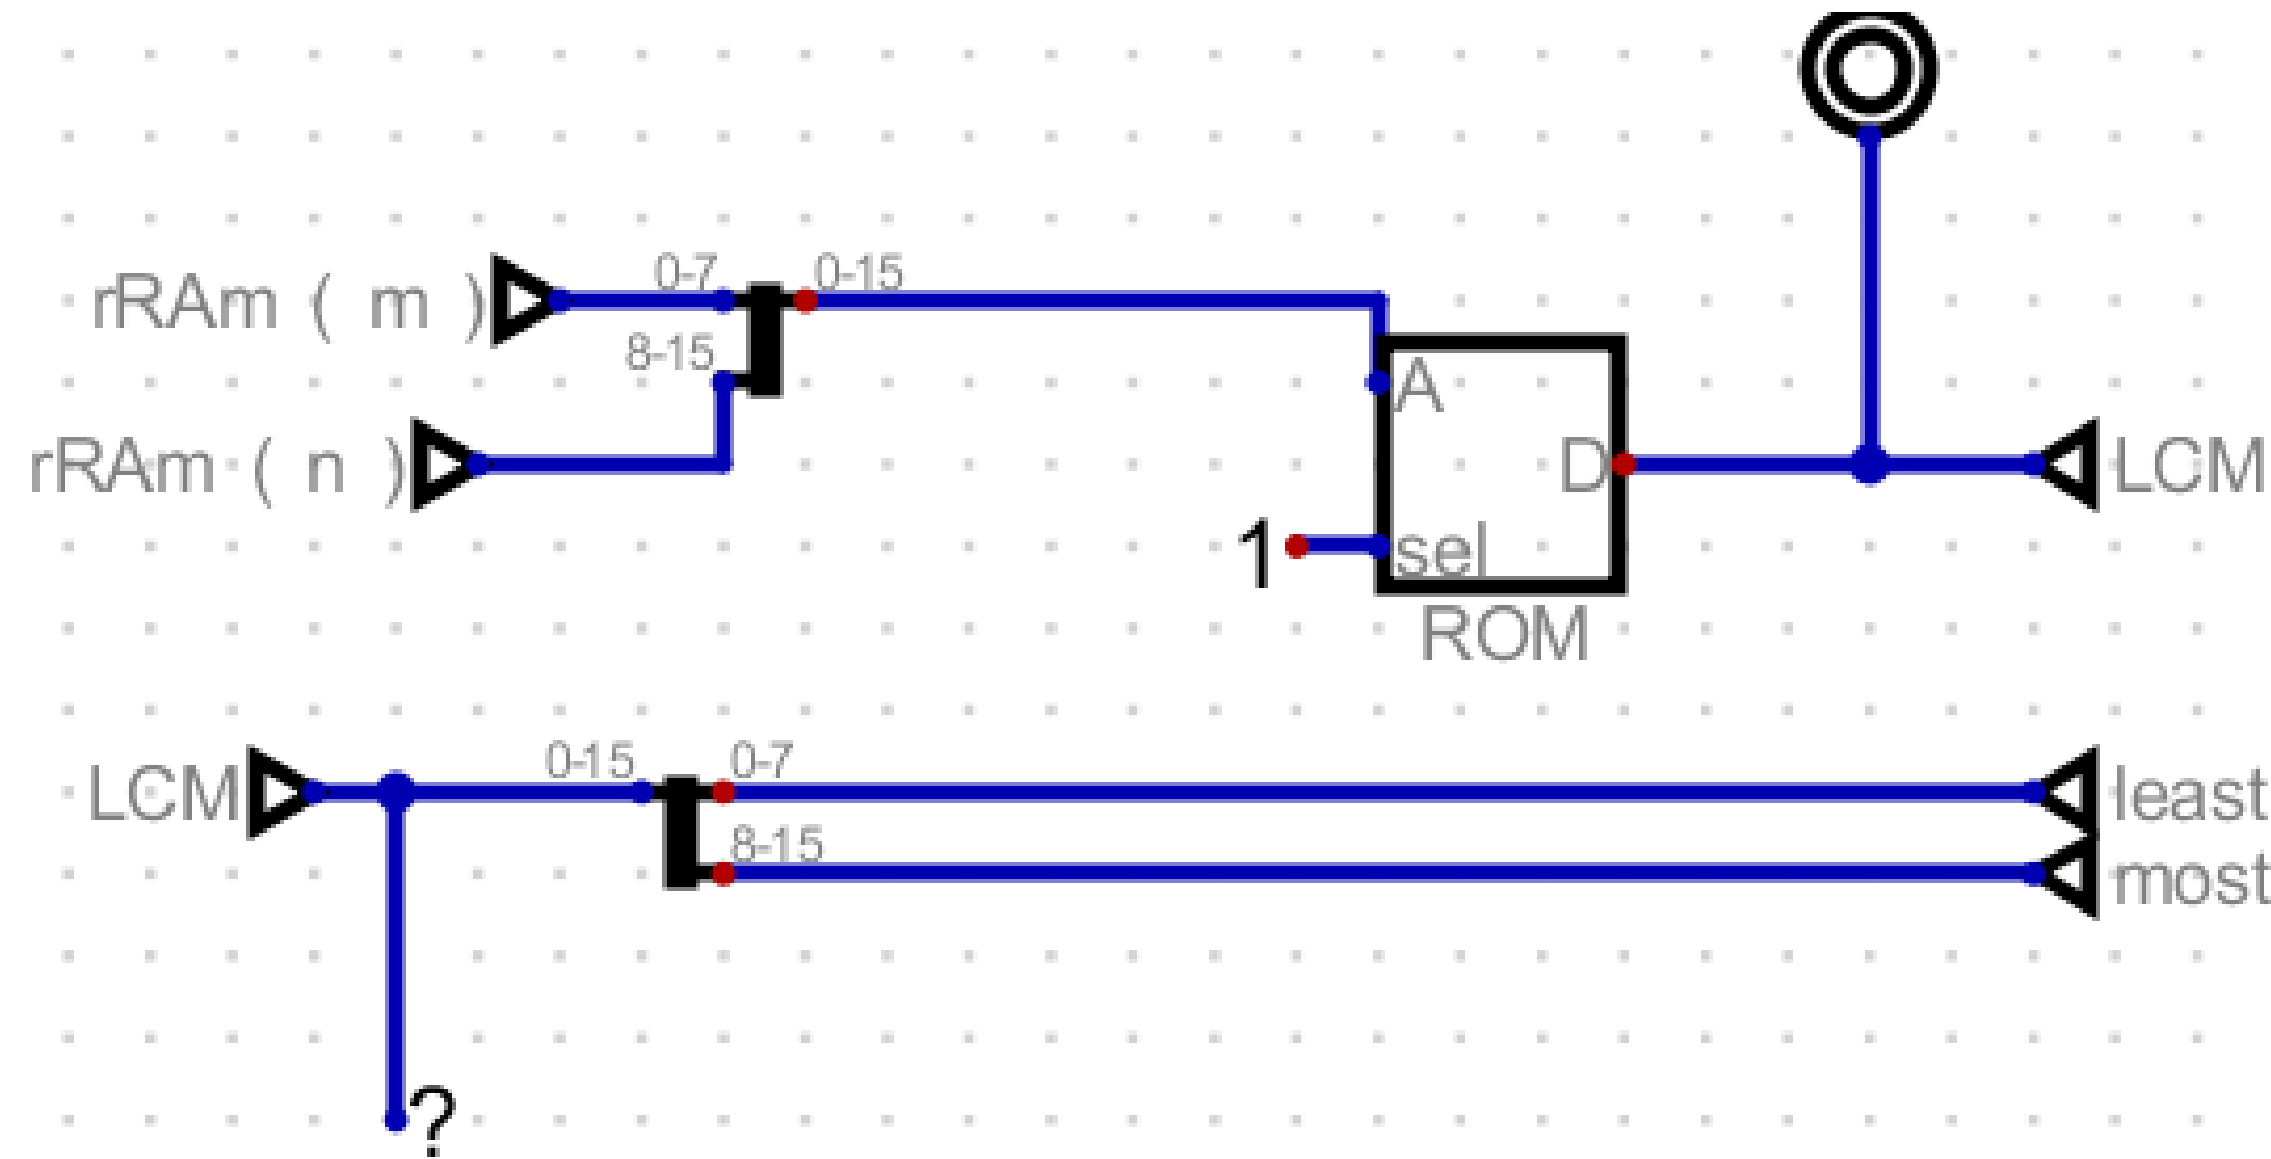 0-7 0-15
rRAm ( m )
8-15
A
rRAm ( n )
D LCM
1 sel
ROM
0-15 0-7
LCM least
8-15
most
?